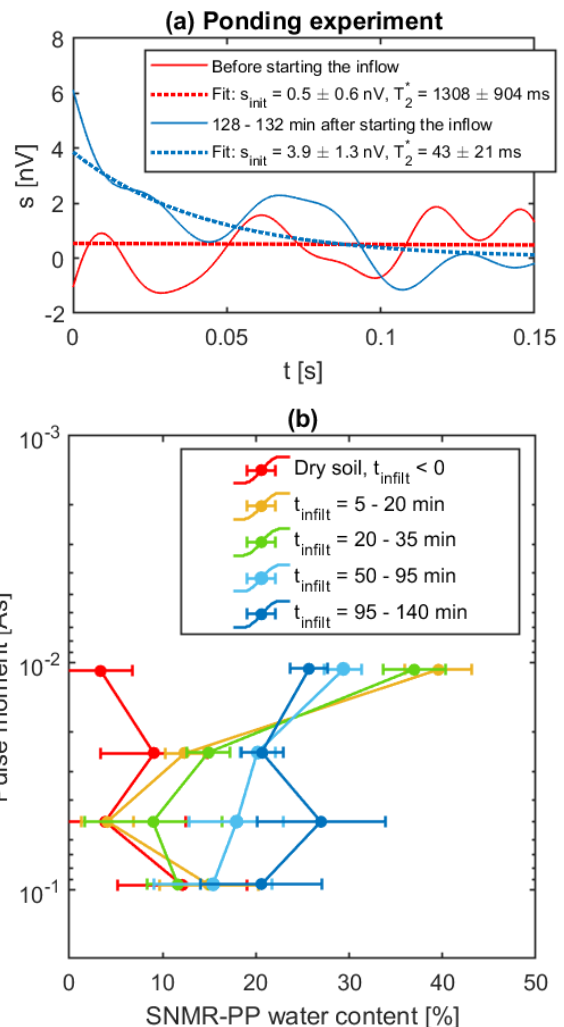 (a) Ponding experiment
8
6
4
2
0
-2
s [nV]
Before starting the inflow
Fit: s_init = 0.5 ± 0.6 nV, T_2^* = 1308 ± 904 ms
128 - 132 min after starting the inflow
Fit: s_init = 3.9 ± 1.3 nV, T_2^* = 43 ± 21 ms
0 0.05 0.1 0.15
t [s]
(b)
10^-3
10^-2
10^-1
Pulse moment [As]
Dry soil, t_infilt < 0
t_infilt = 5 - 20 min
t_infilt = 20 - 35 min
t_infilt = 50 - 95 min
t_infilt = 95 - 140 min
0 10 20 30 40 50
SNMR-PP water content [%]